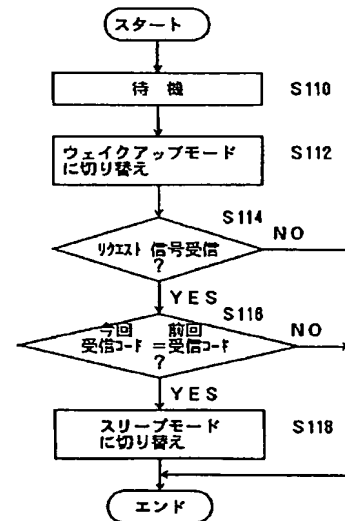 スタート
待 機
S110
ウェイクアップモード
に切り替え
S112
S114
リクエスト 信号受信
?
NO
YES
S116
今回 前回
受信コード = 受信コード
?
NO
YES
スリープモード
に切り替え
S118
エンド